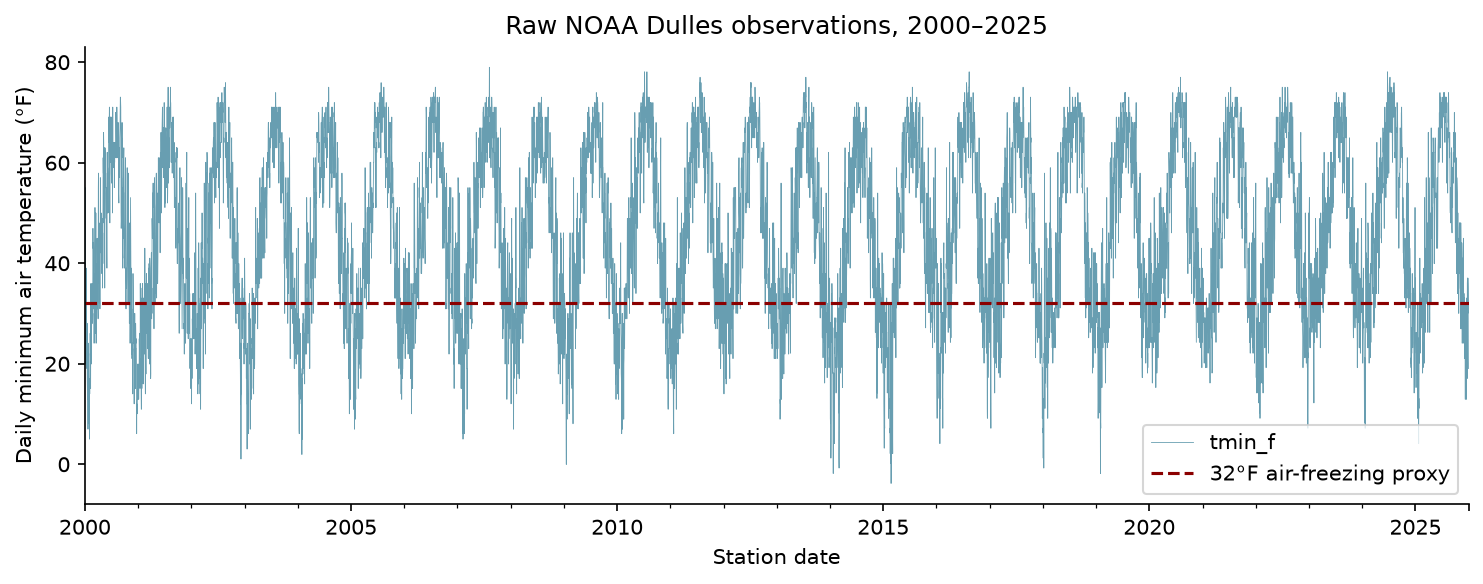 Raw NOAA Dulles observations, 2000–2025
Daily minimum air temperature (°F)
80
60
40
20
0
tmin_f
32°F air-freezing proxy
2000
2005
2010
2015
2020
2025
Station date